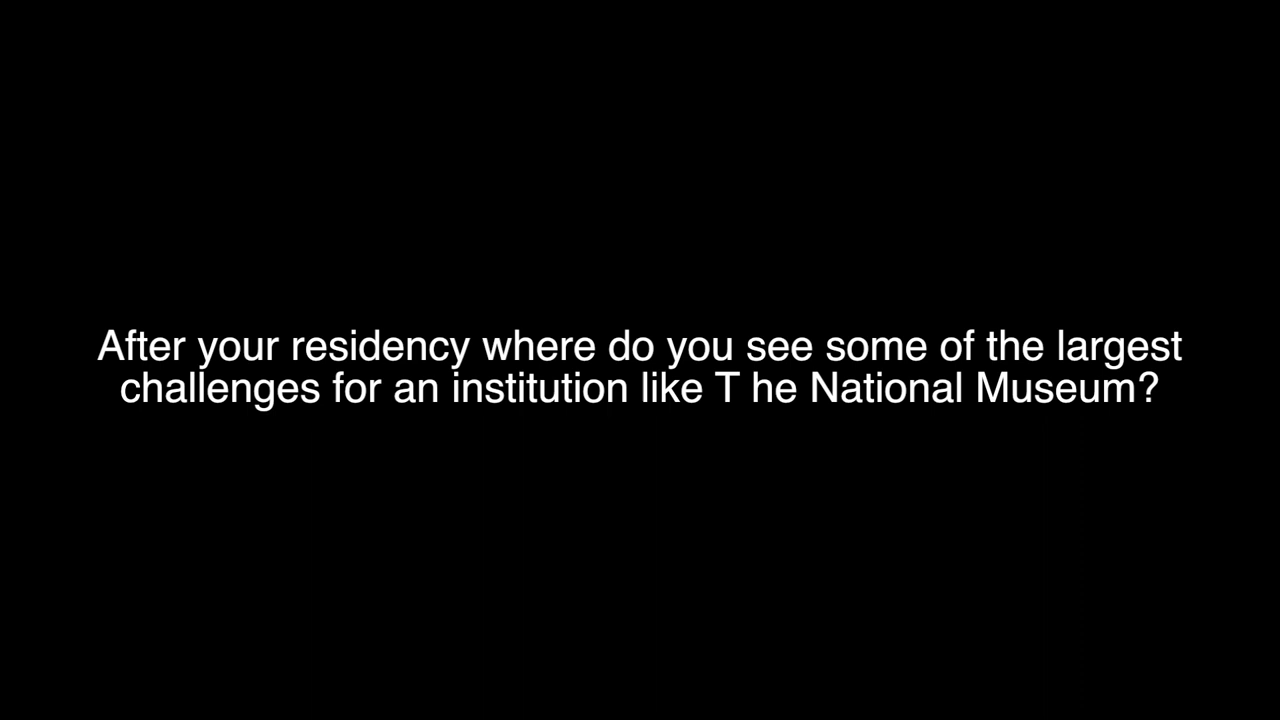 After your residency where do you see some of the largest
challenges for an institution like T he National Museum?